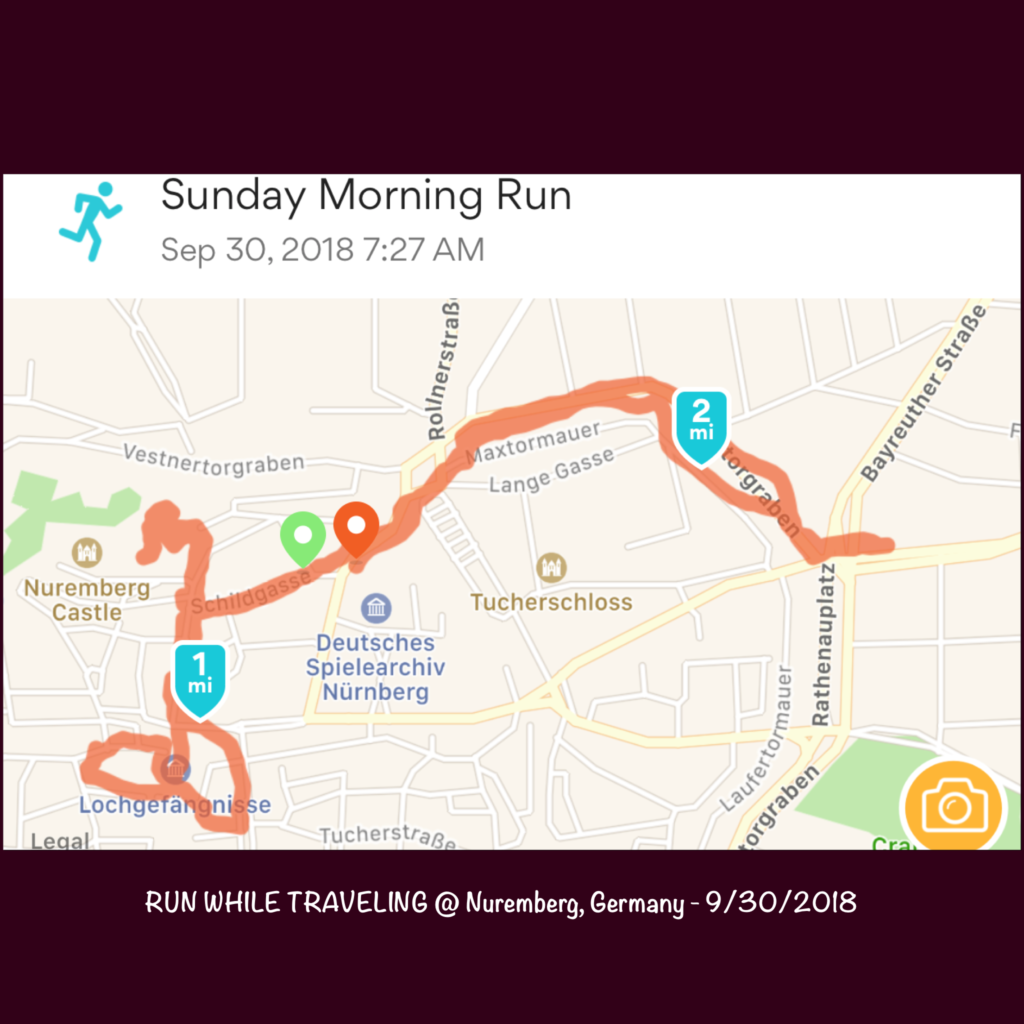 Sunday Morning Run
Sep 30, 2018 7:27 AM
Rollnerstraß
Bayreuther Straße
Vestnertorgraben
Maxtormauer
Lange Gasse
torgraben
F
Nuremberg
Castle
Schildgasse
Tucherschloss
Deutsches
Spielearchiv
Nürnberg
Rathenauplatz
Laufertormauer
torgraben
1
mi
2
mi
Lochgefängnisse
Legal
Tucherstraße
Cra
RUN WHILE TRAVELING @ Nuremberg, Germany - 9/30/2018